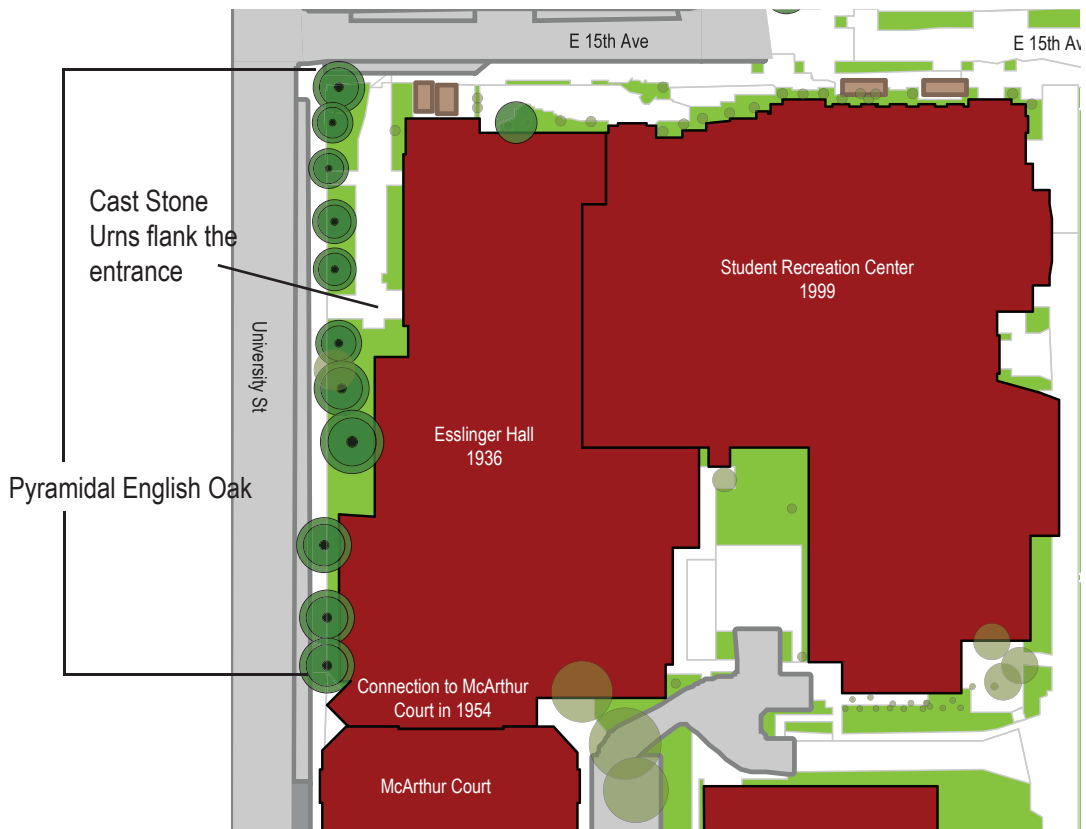 E 15th Ave
E 15th Av
Cast Stone
Urns flank the
entrance
Student Recreation Center
1999
University St
Esslinger Hall
1936
Pyramidal English Oak
Connection to McArthur
Court in 1954
McArthur Court